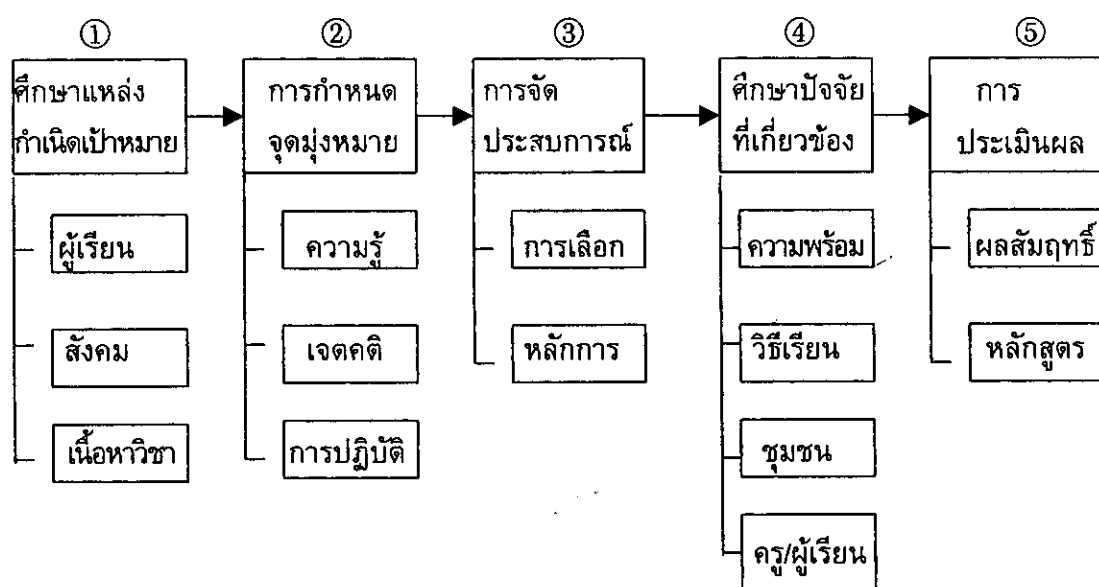 ① ② ③ ④ ⑤
ศึกษาแหล่ง
กำเนิดเป้าหมาย
การกำหนด
จุดมุ่งหมาย
การจัด
ประสบการณ์
ศึกษาปัจจัย
ที่เกี่ยวข้อง
การ
ประเมินผล
ผู้เรียน
สังคม
เนื้อหาวิชา
ความรู้
เจตคติ
การปฏิบัติ
การเลือก
หลักการ
ความพร้อม
วิธีเรียน
ชุมชน
ครู/ผู้เรียน
ผลสัมฤทธิ์
หลักสูตร